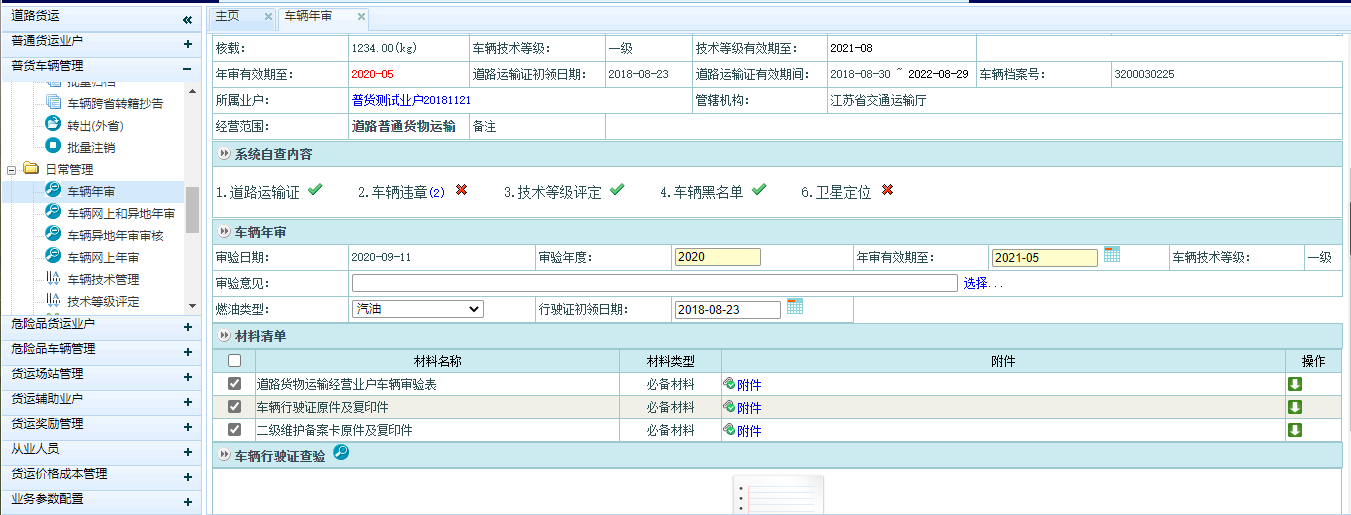 道路货运
普通货运业户
普货车辆管理
批量归档
车辆跨省转籍抄告
转出(外省)
批量注销
日常管理
车辆年审
车辆网上和异地年审
车辆异地年审审核
车辆网上年审
车辆技术管理
技术等级评定
危险品货运业户
危险品车辆管理
货运场站管理
货运辅助业户
货运奖励管理
从业人员
货运价格成本管理
业务参数配置
主页 车辆年审
核载: 1234.00(kg) 车辆技术等级: 一级 技术等级有效期至: 2021-08
年审有效期至: 2020-05 道路运输证初领日期: 2018-08-23 道路运输证有效期间: 2018-08-30 ~ 2022-08-29 车辆档案号: 3200030225
所属业户: 普货测试业户20181121 管辖机构: 江苏省交通运输厅
经营范围: 道路普通货物运输 备注
系统自查内容
1.道路运输证 2.车辆违章(2) 3.技术等级评定 4.车辆黑名单 6.卫星定位
车辆年审
审验日期: 2020-09-11 审验年度: 2020 年审有效期至: 2021-05 车辆技术等级: 一级
审验意见: 选择...
燃油类型: 汽油 行驶证初领日期: 2018-08-23
材料清单
材料名称 材料类型 附件 操作
道路货物运输经营业户车辆审验表 必备材料 附件
车辆行驶证原件及复印件 必备材料 附件
二级维护备案卡原件及复印件 必备材料 附件
车辆行驶证查验